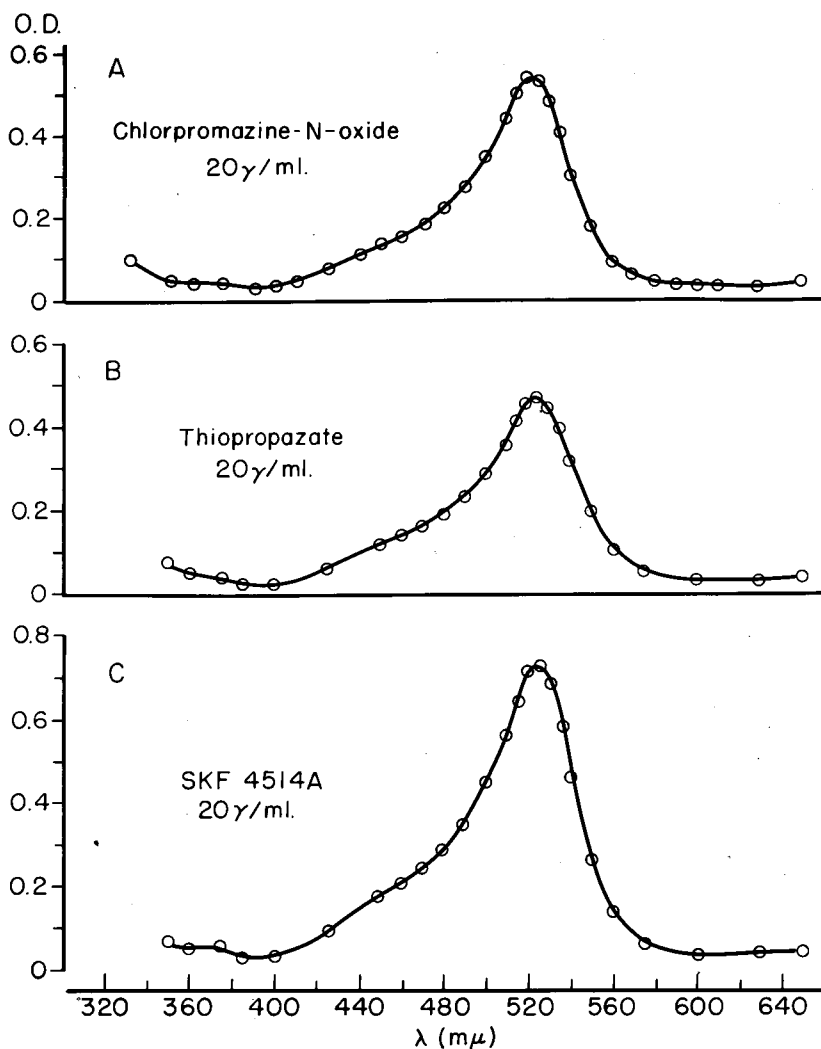 O.D.
0.6
A
Chlorpromazine-N-oxide
20γ/ml.
0.4
0.2
0
0.6
B
Thiopropazate
20γ/ml.
0.4
0.2
0
0.8
C
0.6
SKF 4514A
20γ/ml.
0.4
0.2
0
320 360 400 440 480 520 560 600 640
λ (mμ)